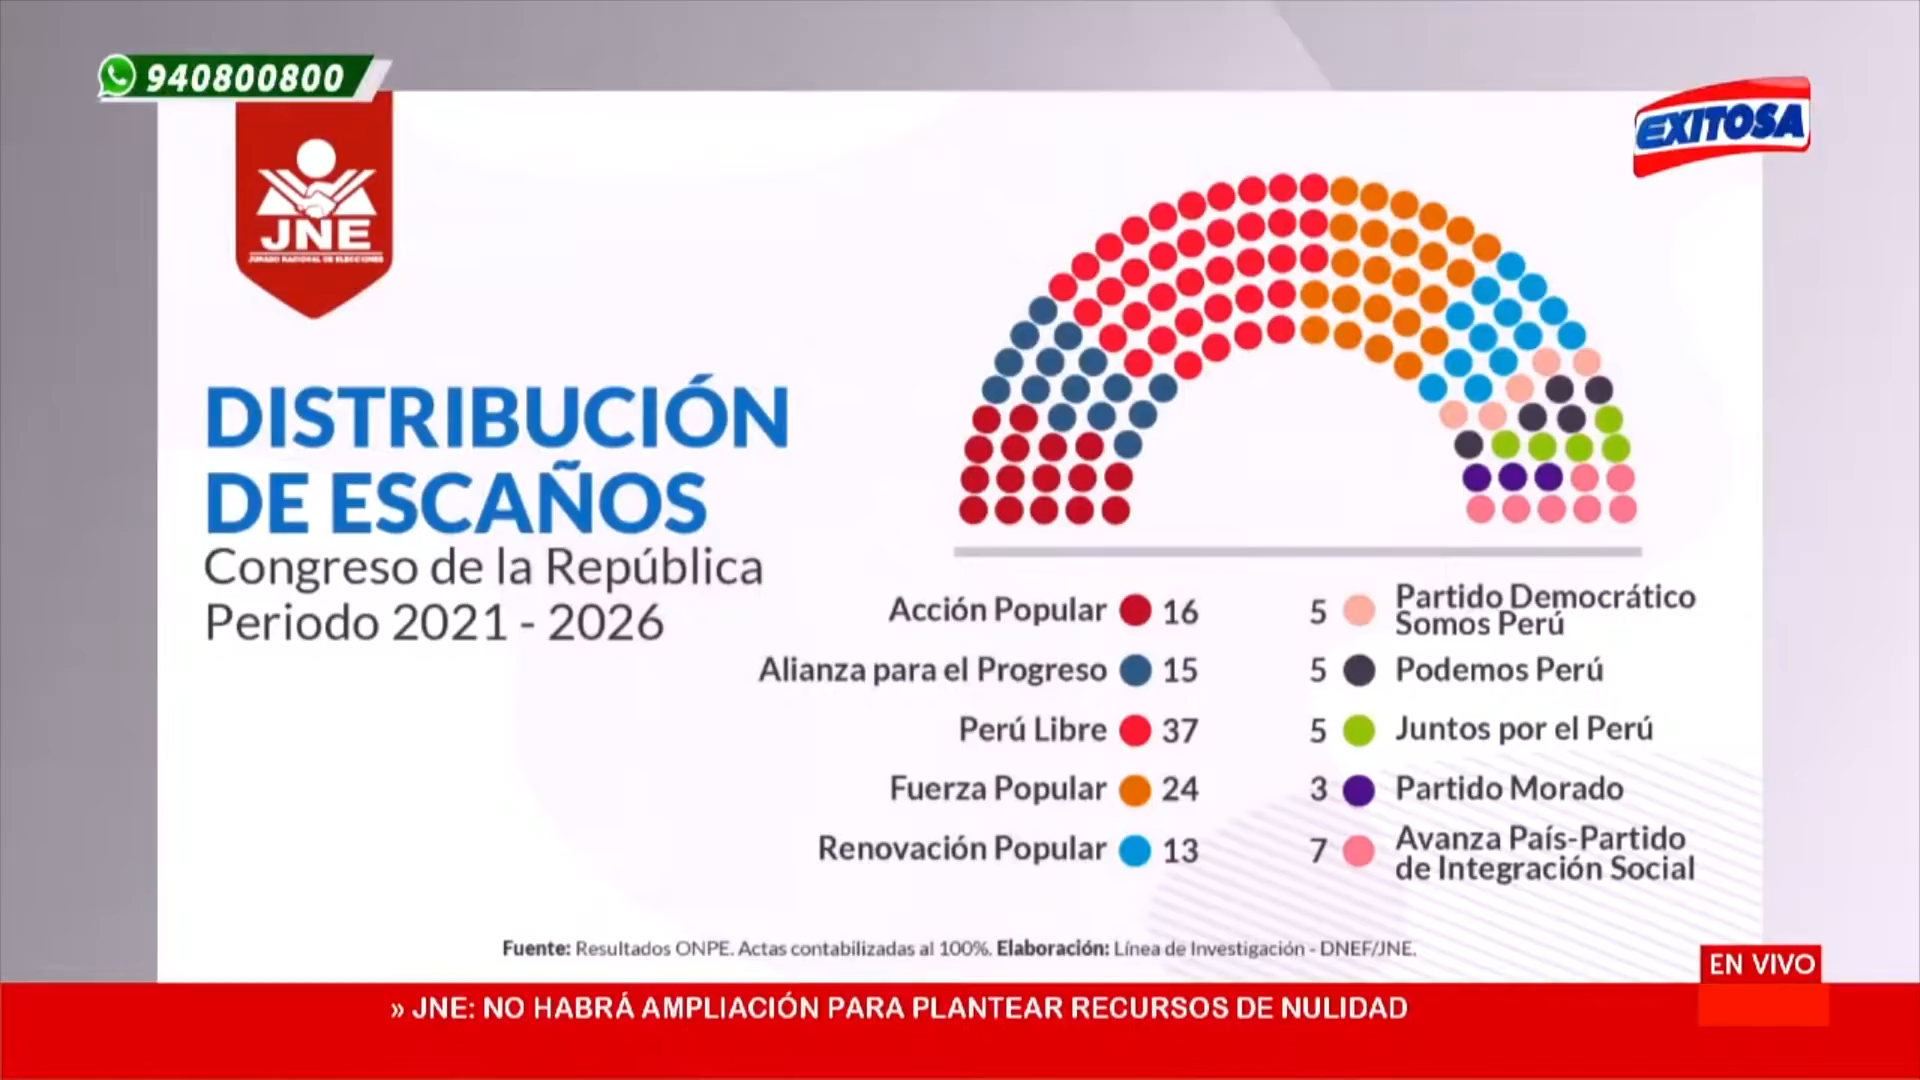 940800800
EXITOSA
JNE
JURADO NACIONAL DE ELECCIONES
DISTRIBUCIÓN
DE ESCAÑOS
Congreso de la República
Periodo 2021 - 2026
Acción Popular 16
Alianza para el Progreso 15
Perú Libre 37
Fuerza Popular 24
Renovación Popular 13
5 Partido Democrático
Somos Perú
5 Podemos Perú
5 Juntos por el Perú
3 Partido Morado
7 Avanza País-Partido
de Integración Social
Fuente: Resultados ONPE. Actas contabilizadas al 100%. Elaboración: Línea de Investigación - DNEF/JNE.
EN VIVO
» JNE: NO HABRÁ AMPLIACIÓN PARA PLANTEAR RECURSOS DE NULIDAD